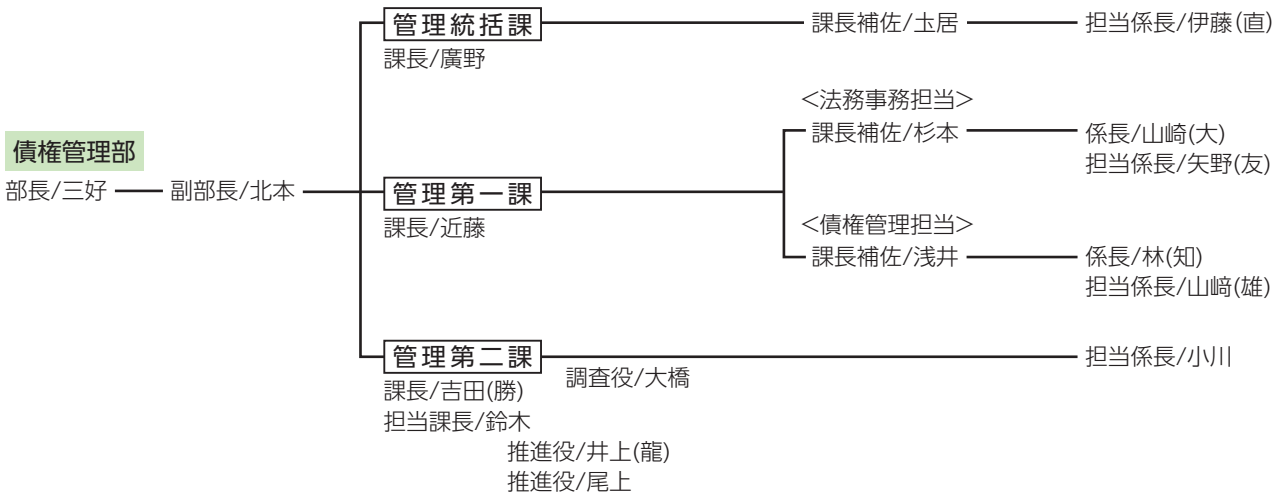 債権管理部
部長/三好
副部長/北本
管理統括課
課長/廣野
課長補佐/圡居
担当係長/伊藤(直)
管理第一課
課長/近藤
<法務事務担当>
課長補佐/杉本
係長/山崎(大)
担当係長/矢野(友)
<債権管理担当>
課長補佐/浅井
係長/林(知)
担当係長/山﨑(雄)
管理第二課
課長/吉田(勝)
担当課長/鈴木
推進役/井上(龍)
推進役/尾上
調査役/大橋
担当係長/小川